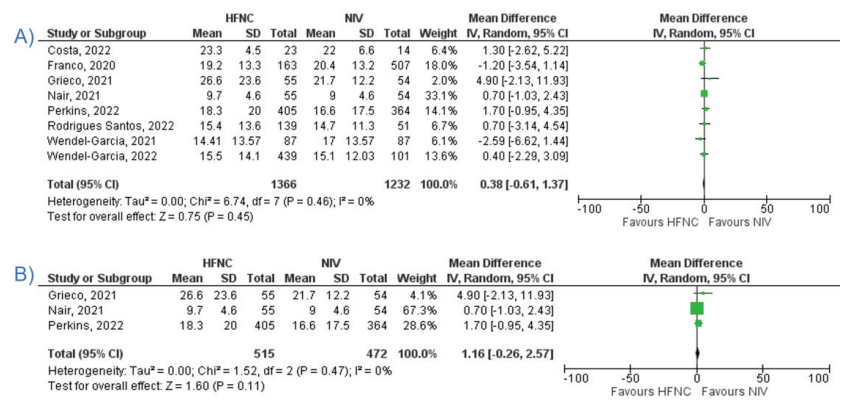 A)
HFNC NIV Mean Difference Mean Difference
Study or Subgroup Mean SD Total Mean SD Total Weight IV, Random, 95% CI IV, Random, 95% CI
Costa, 2022 23.3 4.5 23 22 6.6 14 6.4% 1.30 [-2.62, 5.22]
Franco, 2020 19.2 13.3 163 20.4 13.2 507 18.0% -1.20 [-3.54, 1.14]
Grieco, 2021 26.6 23.6 55 21.7 12.2 54 2.0% 4.90 [-2.13, 11.93]
Nair, 2021 9.7 4.6 55 9 4.6 54 33.1% 0.70 [-1.03, 2.43]
Perkins, 2022 18.3 20 405 16.6 17.5 364 14.1% 1.70 [-0.95, 4.35]
Rodrigues Santos, 2022 15.4 13.6 139 14.7 11.3 51 6.7% 0.70 [-3.14, 4.54]
Wendel-Garcia, 2021 14.41 13.57 87 17 13.57 87 6.1% -2.59 [-6.62, 1.44]
Wendel-Garcia, 2022 15.5 14.1 439 15.1 12.03 101 13.6% 0.40 [-2.29, 3.09]
Total (95% CI) 1366 1232 100.0% 0.38 [-0.61, 1.37]
Heterogeneity: Tau² = 0.00; Chi² = 6.74, df = 7 (P = 0.46); I² = 0%
Test for overall effect: Z = 0.75 (P = 0.45)
-100 -50 0 50 100
Favours HFNC Favours NIV
B)
HFNC NIV Mean Difference Mean Difference
Study or Subgroup Mean SD Total Mean SD Total Weight IV, Random, 95% CI IV, Random, 95% CI
Grieco, 2021 26.6 23.6 55 21.7 12.2 54 4.1% 4.90 [-2.13, 11.93]
Nair, 2021 9.7 4.6 55 9 4.6 54 67.3% 0.70 [-1.03, 2.43]
Perkins, 2022 18.3 20 405 16.6 17.5 364 28.6% 1.70 [-0.95, 4.35]
Total (95% CI) 515 472 100.0% 1.16 [-0.26, 2.57]
Heterogeneity: Tau² = 0.00; Chi² = 1.52, df = 2 (P = 0.47); I² = 0%
Test for overall effect: Z = 1.60 (P = 0.11)
-100 -50 0 50 100
Favours HFNC Favours NIV